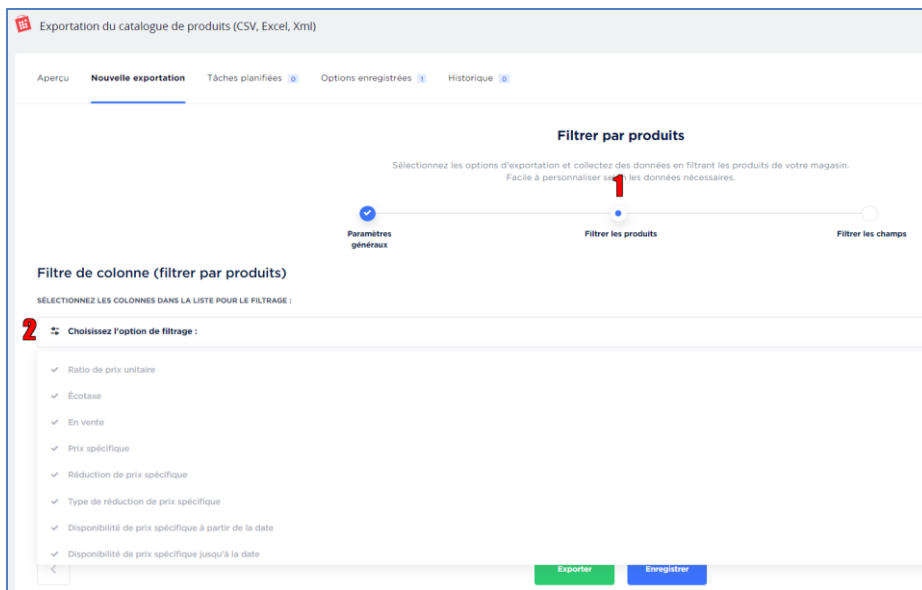 Exportation du catalogue de produits (CSV, Excel, Xml)
Aperçu Nouvelle exportation Tâches planifiées 0 Options enregistrées 1 Historique 0
Filtrer par produits
Sélectionnez les options d'exportation et collectez des données en filtrant les produits de votre magasin.
Facile à personnaliser selon les données nécessaires.
1
Paramètres
généraux
Filtrer les produits
Filtrer les champs
Filtre de colonne (filtrer par produits)
SÉLECTIONNEZ LES COLONNES DANS LA LISTE POUR LE FILTRAGE :
2 Choisissez l'option de filtrage :
Ratio de prix unitaire
Écotaxe
En vente
Prix spécifique
Réduction de prix spécifique
Type de réduction de prix spécifique
Disponibilité de prix spécifique à partir de la date
Disponibilité de prix spécifique jusqu'à la date
Exporter Enregistrer